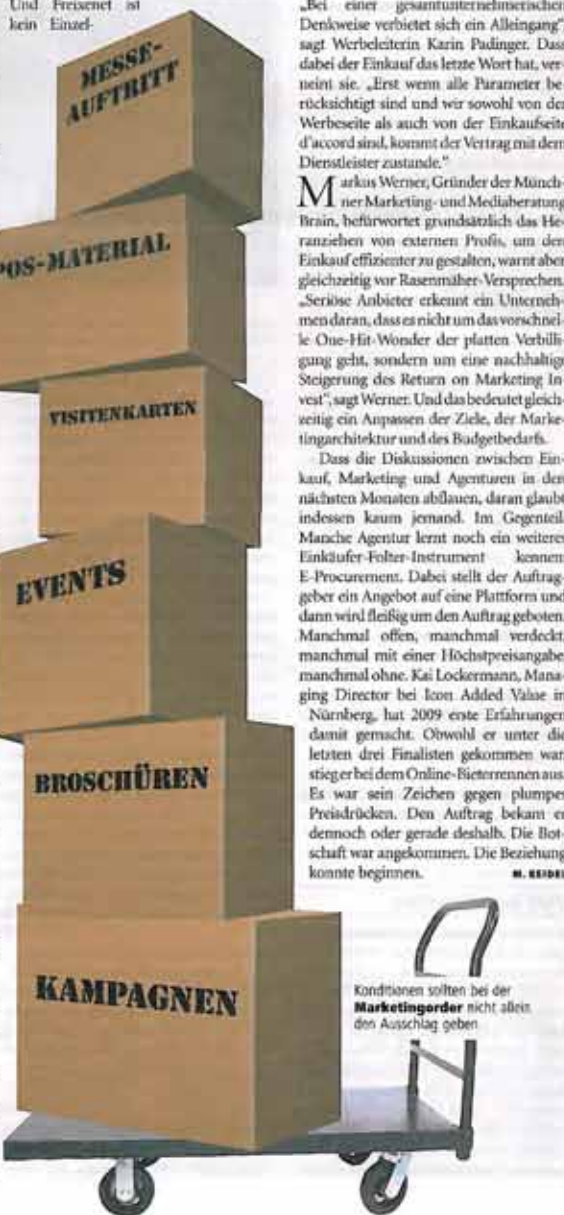 Und Freixenet ist
kein Einzel-
MESSE-
AUFTRITT
POS-MATERIAL
VISITENKARTEN
EVENTS
BROSCHÜREN
KAMPAGNEN
„Bei einer gesamtunternehmerischen
Denkweise verbietet sich ein Alleingang“,
sagt Werbeleiterin Karin Padinger. Dass
dabei der Einkauf das letzte Wort hat, ver-
neint sie. „Erst wenn alle Parameter be-
rücksichtigt sind und wir sowohl von der
Werbeseite als auch von der Einkaufseite
d'accord sind, kommt der Vertrag mit dem
Dienstleister zustande.“
Markus Werner, Gründer der Münch-
ner Marketing- und Mediaberatung
Brain, befürwortet grundsätzlich das He-
ranziehen von externen Profis, um den
Einkauf effizienter zu gestalten, warnt aber
gleichzeitig vor Rasenmäher-Versprechen.
„Seriöse Anbieter erkennt ein Unterneh-
men daran, dass es nicht um das vorschnel-
le One-Hit-Wonder der platten Verbilli-
gung geht, sondern um eine nachhaltige
Steigerung des Return on Marketing In-
vest“, sagt Werner. Und das bedeutet gleich-
zeitig ein Anpassen der Ziele, der Marke-
tingarchitektur und des Budgetbedarfs.
Dass die Diskussionen zwischen Ein-
kauf, Marketing und Agenturen in den
nächsten Monaten abflauen, daran glaubt
indessen kaum jemand. Im Gegenteil.
Manche Agentur lernt noch ein weiteres
Einkäufer-Folter-Instrument kennen:
E-Procurement. Dabei stellt der Auftrag-
geber ein Angebot auf eine Plattform und
dann wird fleißig um den Auftrag geboten.
Manchmal offen, manchmal verdeckt,
manchmal mit einer Höchstpreisangabe,
manchmal ohne. Kai Lockermann, Mana-
ging Director bei Icon Added Value in
Nürnberg, hat 2009 erste Erfahrungen
damit gemacht. Obwohl er unter die
letzten drei Finalisten gekommen war,
stieg er bei dem Online-Bieterrennen aus.
Es war sein Zeichen gegen plumpes
Preisdrücken. Den Auftrag bekam er
dennoch oder gerade deshalb. Die Bot-
schaft war angekommen. Die Beziehung
konnte beginnen. M. REIDEL
Konditionen sollten bei der
Marketingorder nicht allein
den Ausschlag geben